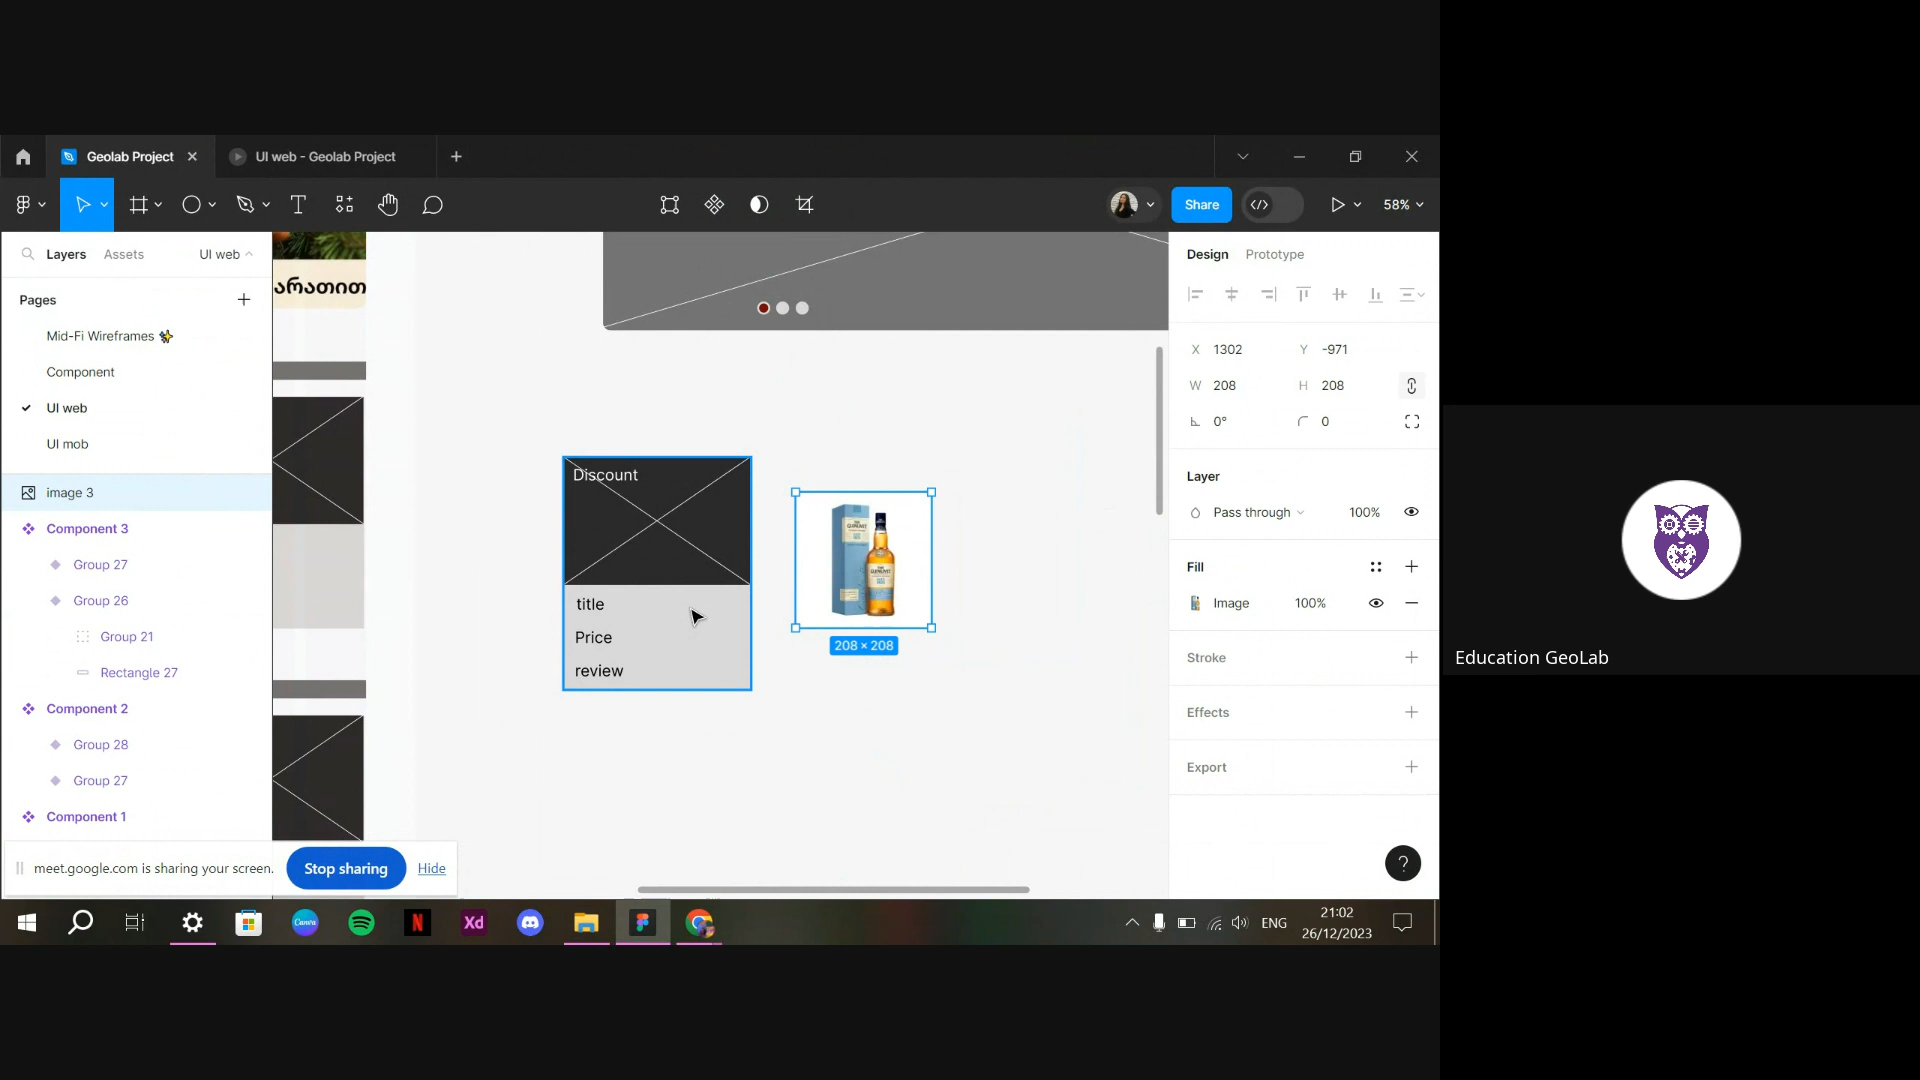 Geolab Project
UI web - Geolab Project
Share
58%
Layers
Assets
UI web
Pages
Mid-Fi Wireframes ✨
Component
UI web
UI mob
image 3
Component 3
Group 27
Group 26
Group 21
Rectangle 27
Component 2
Group 28
Group 27
Component 1
არათით
Discount
title
Price
review
THE GLENLIVET
208 × 208
Design
Prototype
X 1302
Y -971
W 208
H 208
0°
0
Layer
Pass through
100%
Fill
Image
100%
Stroke
Effects
Export
?
meet.google.com is sharing your screen.
Stop sharing
Hide
Canva
N
Xd
ENG
21:02
26/12/2023
Education GeoLab